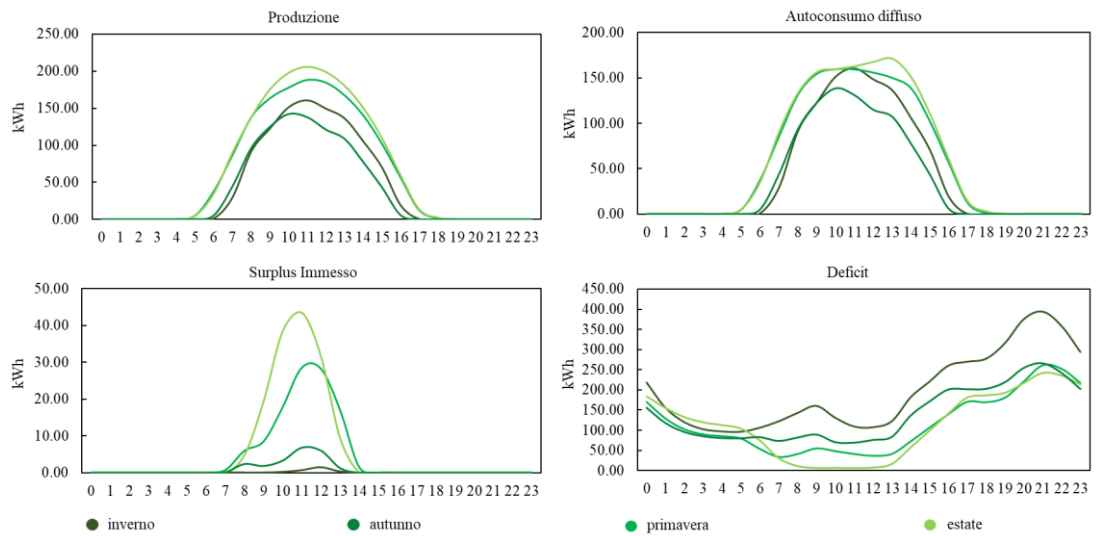 Produzione
250.00
200.00
150.00
100.00
50.00
0.00
kWh
0 1 2 3 4 5 6 7 8 9 10 11 12 13 14 15 16 17 18 19 20 21 22 23
Autoconsumo diffuso
200.00
150.00
100.00
50.00
0.00
kWh
0 1 2 3 4 5 6 7 8 9 10 11 12 13 14 15 16 17 18 19 20 21 22 23
Surplus Immesso
50.00
40.00
30.00
20.00
10.00
0.00
kWh
0 1 2 3 4 5 6 7 8 9 10 11 12 13 14 15 16 17 18 19 20 21 22 23
Deficit
450.00
400.00
350.00
300.00
250.00
200.00
150.00
100.00
50.00
0.00
kWh
0 1 2 3 4 5 6 7 8 9 10 11 12 13 14 15 16 17 18 19 20 21 22 23
inverno autunno primavera estate